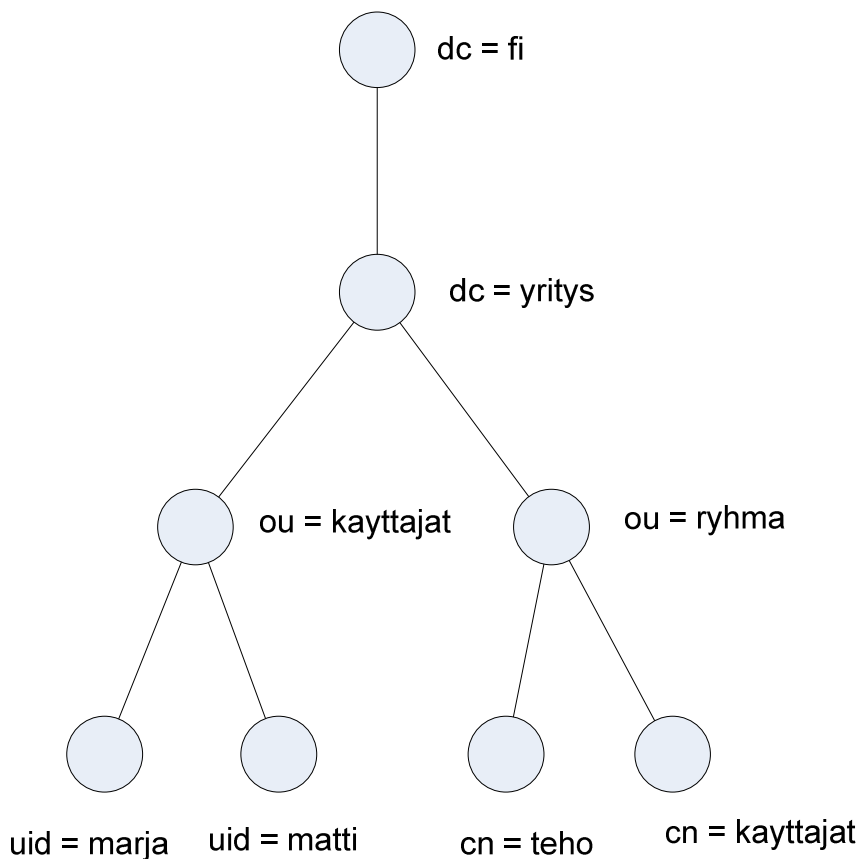 dc = fi
dc = yritys
ou = kayttajat
ou = ryhma
uid = marja
uid = matti
cn = teho
cn = kayttajat